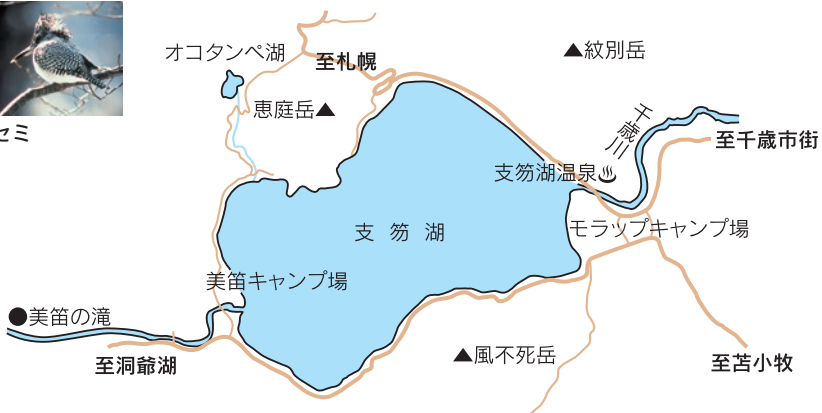 オコタンペ湖
至札幌
▲紋別岳
恵庭岳▲
千歳川
セミ
至千歳市街
支笏湖温泉♨
支笏湖
モラップキャンプ場
美笛キャンプ場
●美笛の滝
至洞爺湖
▲風不死岳
至苫小牧